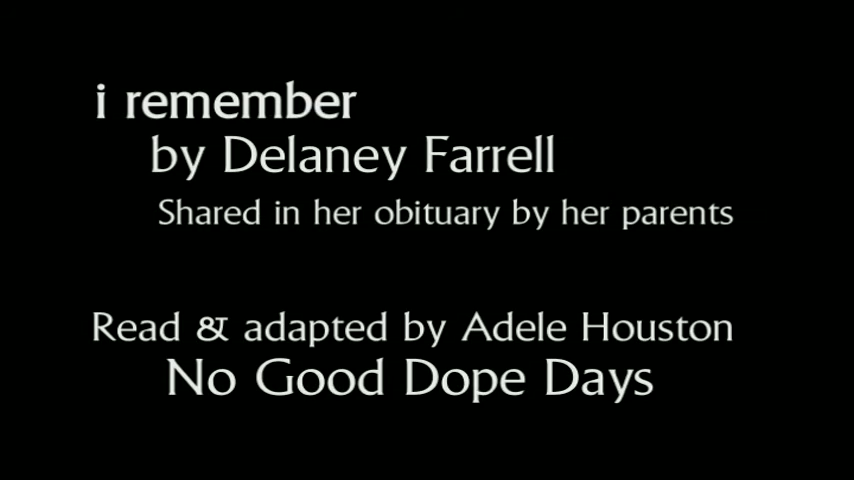 i remember
by Delaney Farrell
Shared in her obituary by her parents
Read & adapted by Adele Houston
No Good Dope Days